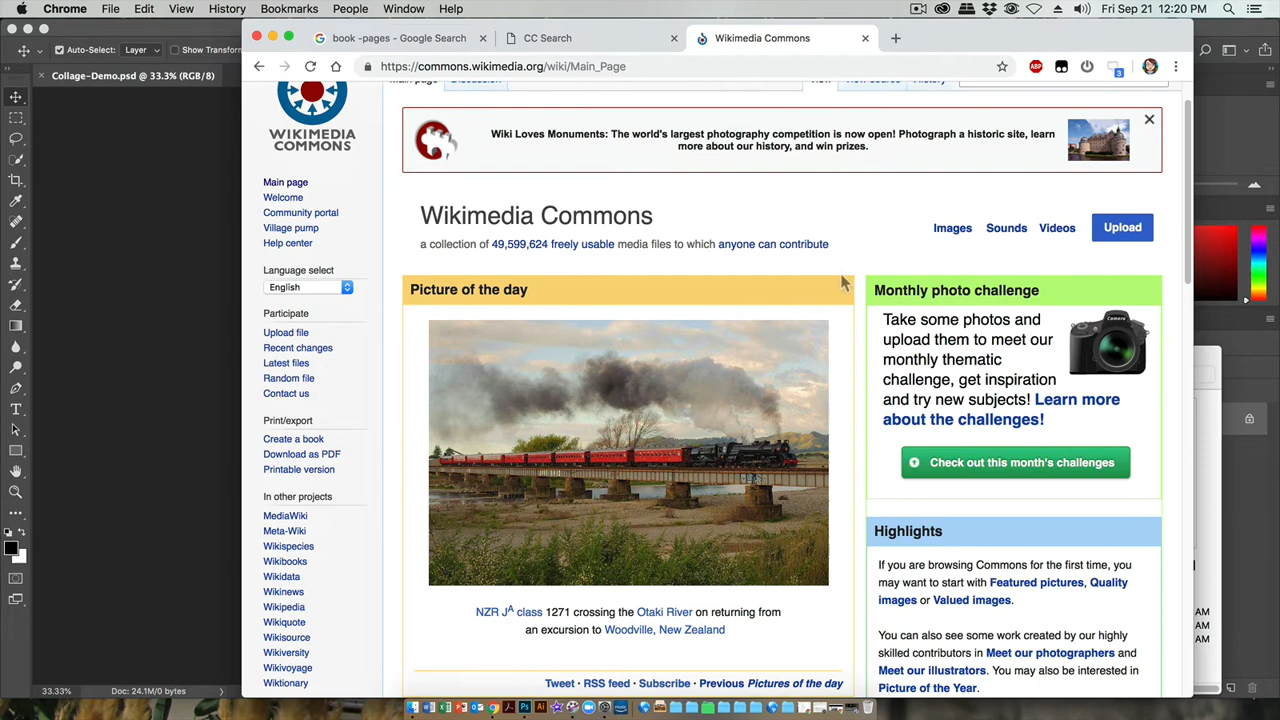 Chrome File Edit View History Bookmarks People Window Help Fri Sep 21 12:20 PM
Auto-Select: Layer Show Transform
book -pages - Google Search
CC Search
Wikimedia Commons
Collage-Demo.psd @ 33.3% (RGB/8)
https://commons.wikimedia.org/wiki/Main_Page
ABP
3
WIKIMEDIA
COMMONS
Wiki Loves Monuments: The world's largest photography competition is now open! Photograph a historic site, learn
more about our history, and win prizes.
Main page
Welcome
Community portal
Village pump
Help center
Language select
English
Participate
Upload file
Recent changes
Latest files
Random file
Contact us
Print/export
Create a book
Download as PDF
Printable version
In other projects
MediaWiki
Meta-Wiki
Wikispecies
Wikibooks
Wikidata
Wikinews
Wikipedia
Wikiquote
Wikisource
Wikiversity
Wikivoyage
Wiktionary
Wikimedia Commons
a collection of 49,599,624 freely usable media files to which anyone can contribute
Images Sounds Videos Upload
Picture of the day
NZR JA class 1271 crossing the Otaki River on returning from
an excursion to Woodville, New Zealand
Tweet · RSS feed · Subscribe · Previous Pictures of the day
Monthly photo challenge
Take some photos and
upload them to meet our
monthly thematic
challenge, get inspiration
and try new subjects! Learn more
about the challenges!
Check out this month's challenges
Highlights
If you are browsing Commons for the first time, you
may want to start with Featured pictures, Quality
images or Valued images.
You can also see some work created by our highly
skilled contributors in Meet our photographers and
Meet our illustrators. You may also be interested in
Picture of the Year.
AM
AM
AM
33.33% Doc: 24.1M/0 bytes